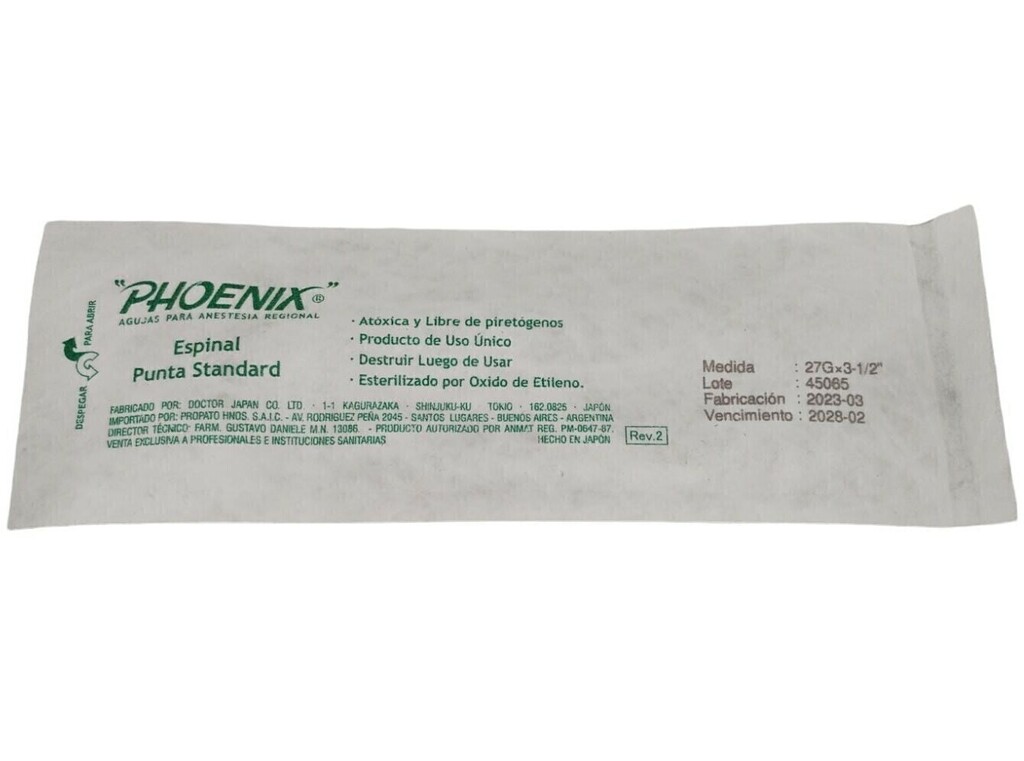 "PHOENIX"®
AGUJAS PARA ANESTESIA REGIONAL
Espinal
Punta Standard
DESPEGAR PARA ABRIR
· Atóxica y Libre de piretógenos
· Producto de Uso Único
· Destruir Luego de Usar
· Esterilizado por Oxido de Etileno.
FABRICADO POR: DOCTOR JAPAN CO. LTD · 1-1 KAGURAZAKA · SHINJUKU-KU TOKIO · 162.0825 · JAPÓN
IMPORTADO POR: PROPATO HNOS. S.A.I.C. - AV. RODRIGUEZ PEÑA 2045 - SANTOS LUGARES - BUENOS AIRES - ARGENTINA
DIRECTOR TÉCNICO: FARM. GUSTAVO DANIELE M.N. 13086. - PRODUCTO AUTORIZADO POR ANMAT REG. PM-0647-87.
VENTA EXCLUSIVA A PROFESIONALES E INSTITUCIONES SANITARIAS HECHO EN JAPÓN
Rev.2
Medida : 27G×3-1/2"
Lote : 45065
Fabricación : 2023-03
Vencimiento : 2028-02